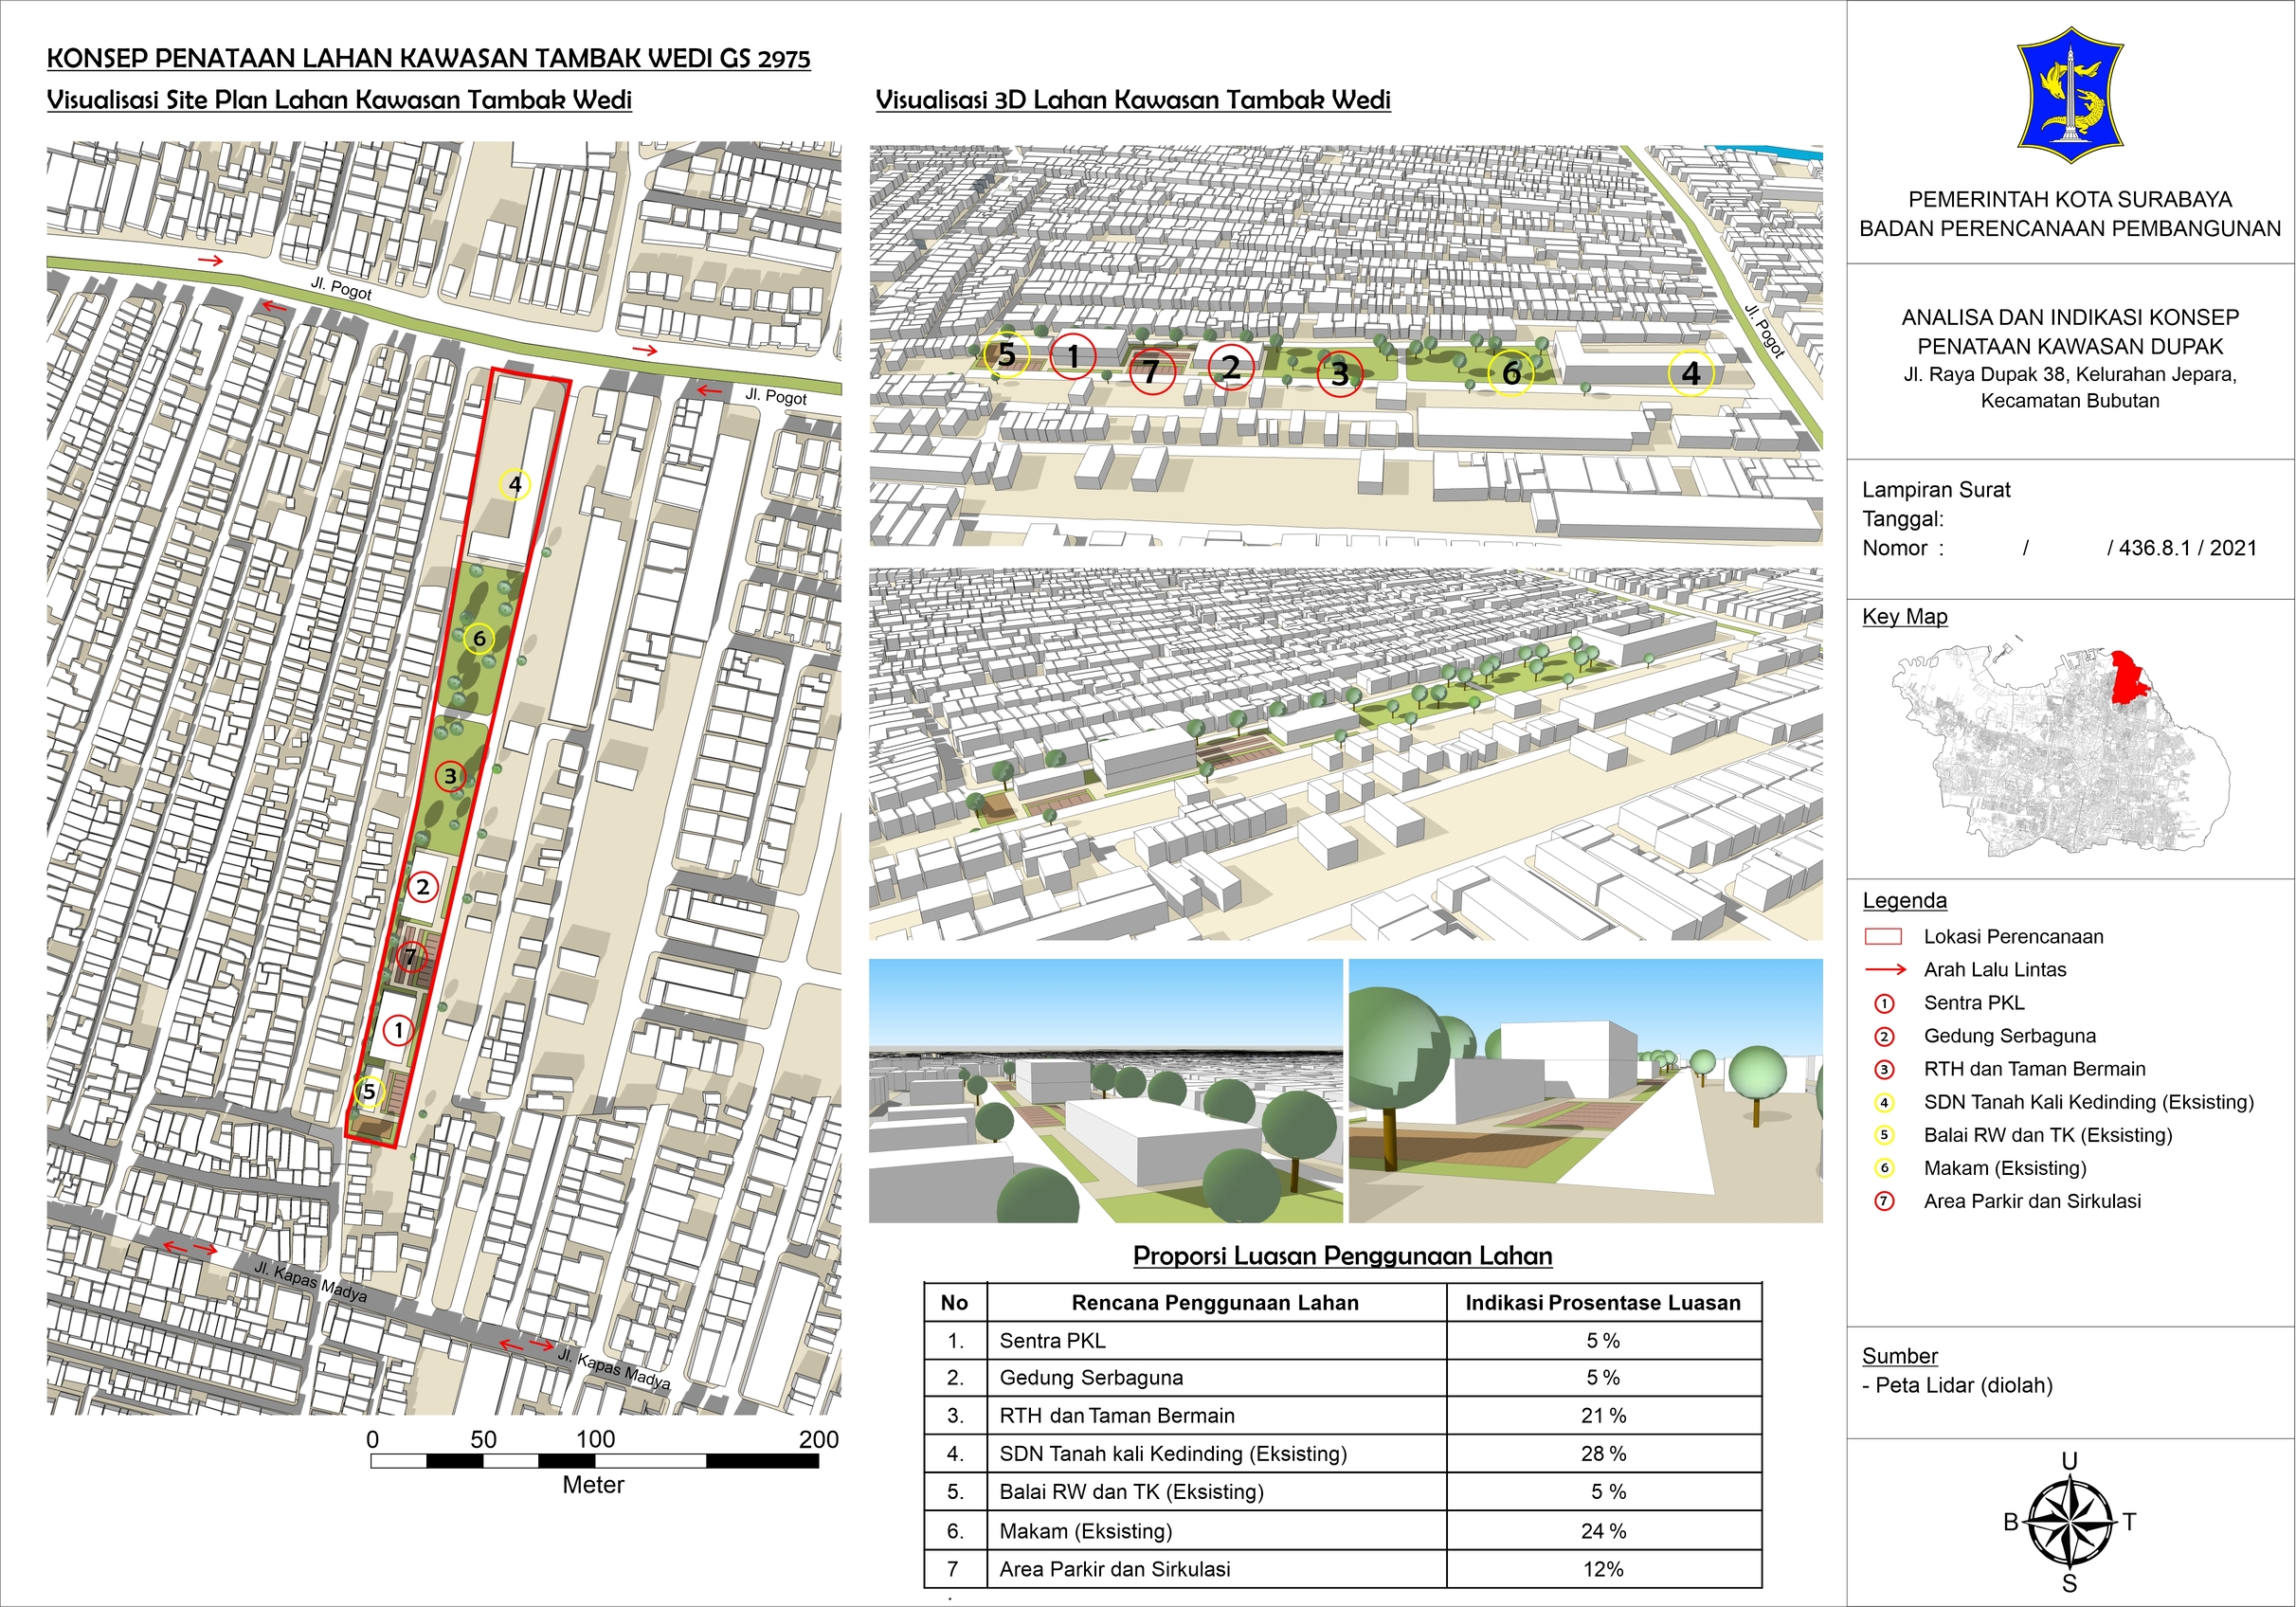 KONSEP PENATAAN LAHAN KAWASAN TAMBAK WEDI GS 2975
Visualisasi Site Plan Lahan Kawasan Tambak Wedi
Jl. Pogot
Jl. Pogot
4
6
3
2
7
1
5
Jl. Kapas Madya
Jl. Kapas Madya
0 50 100 200
Meter
Visualisasi 3D Lahan Kawasan Tambak Wedi
Jl. Pogot
5 1 7 2 3 6 4
Proporsi Luasan Penggunaan Lahan
No Rencana Penggunaan Lahan Indikasi Prosentase Luasan
1. Sentra PKL 5 %
2. Gedung Serbaguna 5 %
3. RTH dan Taman Bermain 21 %
4. SDN Tanah kali Kedinding (Eksisting) 28 %
5. Balai RW dan TK (Eksisting) 5 %
6. Makam (Eksisting) 24 %
7 Area Parkir dan Sirkulasi 12%
.
PEMERINTAH KOTA SURABAYA
BADAN PERENCANAAN PEMBANGUNAN
ANALISA DAN INDIKASI KONSEP
PENATAAN KAWASAN DUPAK
Jl. Raya Dupak 38, Kelurahan Jepara,
Kecamatan Bubutan
Lampiran Surat
Tanggal:
Nomor : / / 436.8.1 / 2021
Key Map
Legenda
Lokasi Perencanaan
Arah Lalu Lintas
1 Sentra PKL
2 Gedung Serbaguna
3 RTH dan Taman Bermain
4 SDN Tanah Kali Kedinding (Eksisting)
5 Balai RW dan TK (Eksisting)
6 Makam (Eksisting)
7 Area Parkir dan Sirkulasi
Sumber
- Peta Lidar (diolah)
U
B T
S